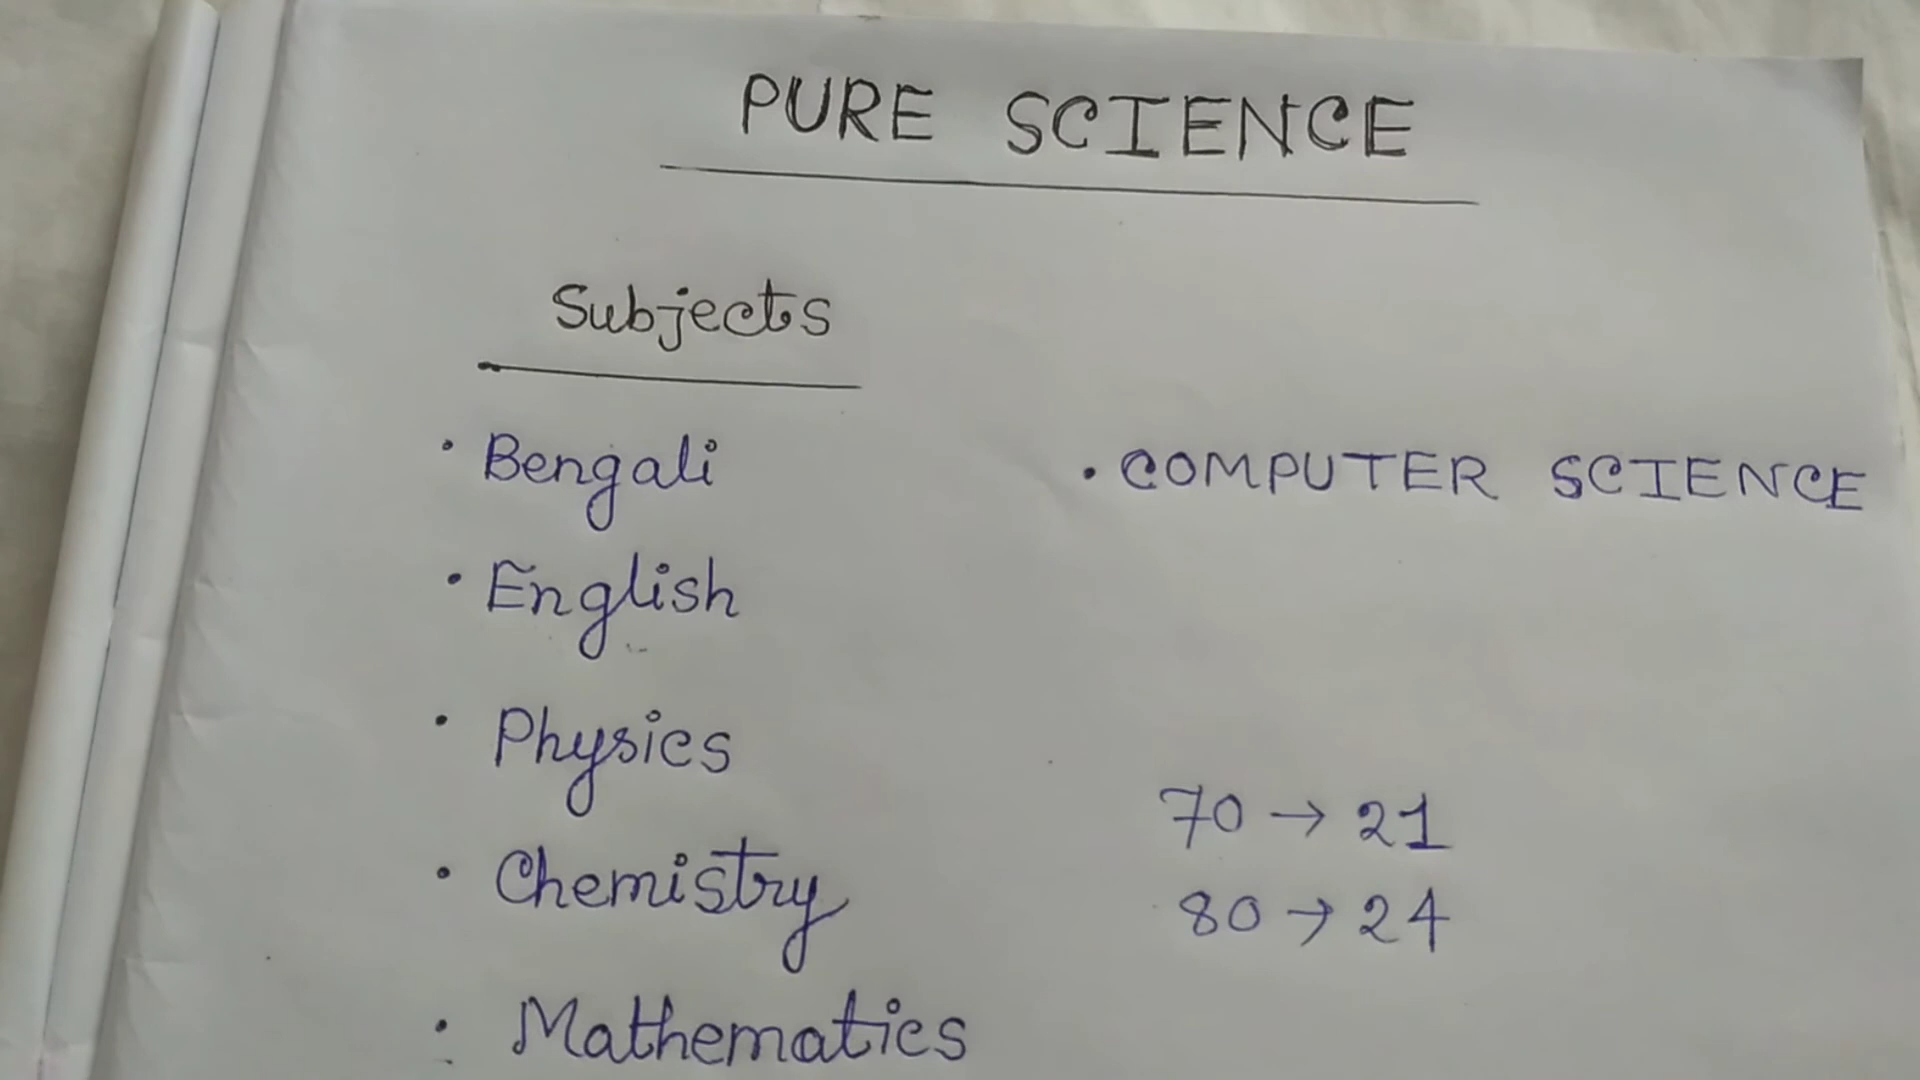 PURE SCIENCE
Subjects
• Bengali
• COMPUTER SCIENCE
• English
• Physics
70 → 21
• Chemistry
80 → 24
• Mathematics